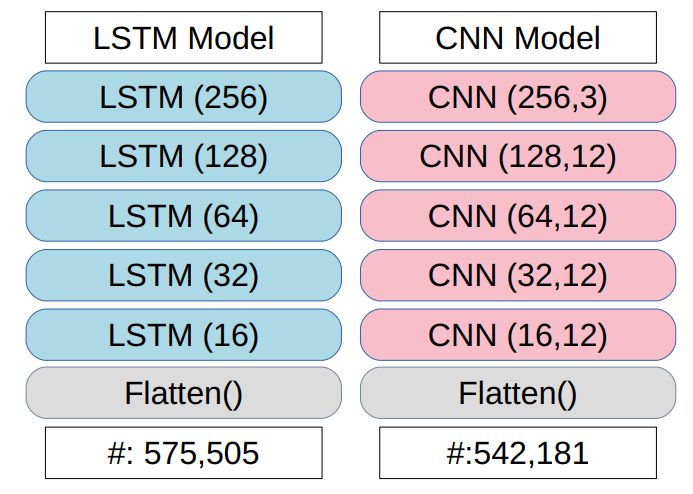 LSTM Model
LSTM (256)
LSTM (128)
LSTM (64)
LSTM (32)
LSTM (16)
Flatten()
#: 575,505
CNN Model
CNN (256,3)
CNN (128,12)
CNN (64,12)
CNN (32,12)
CNN (16,12)
Flatten()
#:542,181